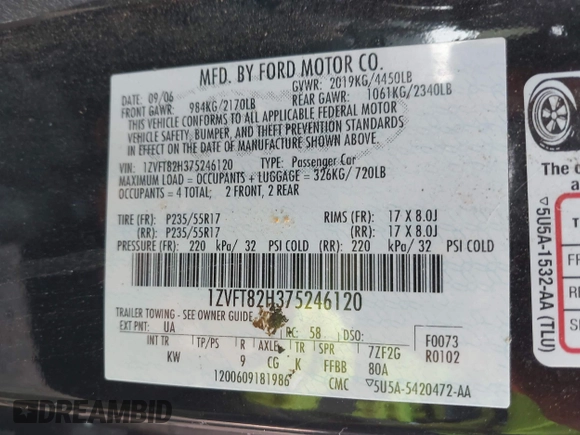 MFD. BY FORD MOTOR CO.
DATE: 09/06
GVWR: 2019KG/4450LB
FRONT GAWR: 984KG/2170LB
REAR GAWR: 1061KG/2340LB
THIS VEHICLE CONFORMS TO ALL APPLICABLE FEDERAL MOTOR
VEHICLE SAFETY, BUMPER, AND THEFT PREVENTION STANDARDS
IN EFFECT ON THE DATE OF MANUFACTURE SHOWN ABOVE.
VIN: 1ZVFT82H375246120 TYPE: Passenger Car
MAXIMUM LOAD = OCCUPANTS + LUGGAGE = 326KG/ 720LB
OCCUPANTS = 4 TOTAL; 2 FRONT, 2 REAR
TIRE (FR): P235/55R17 RIMS (FR): 17 X 8.0J
(RR): P235/55R17 (RR): 17 X 8.0J
PRESSURE (FR): 220 kPa/ 32 PSI COLD (RR): 220 kPa/ 32 PSI COLD
1ZVFT82H375246120
TRAILER TOWING - SEE OWNER GUIDE
EXT PNT: UA RC: 58 DSO: F0073
INT TR TP/PS R AXLE TR SPR 7ZF2G R0102
KW 9 CG K FFBB 80A
1200609181986 CMC ▽5U5A-5420472-AA
The c
are
▽5U5A-1532-AA (TLU)
FR
RE
S
DREAMBID